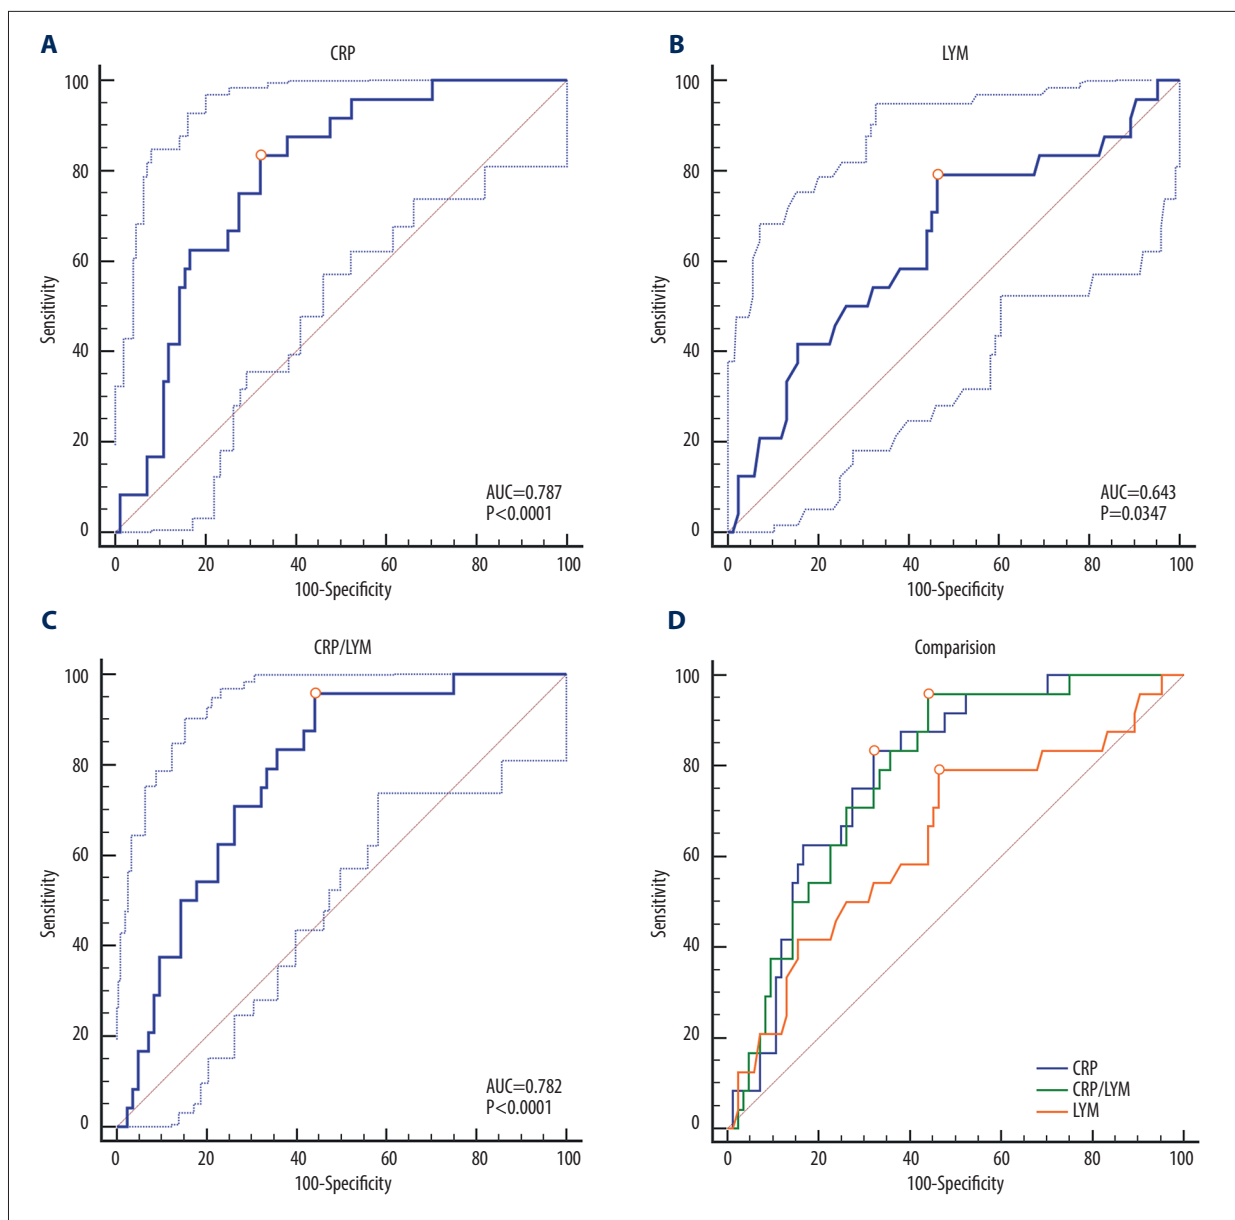 A
CRP
100
80
60
40
20
0
Sensitivity
AUC=0.787
P<0.0001
0 20 40 60 80 100
100-Specificity
B
LYM
100
80
60
40
20
0
Sensitivity
AUC=0.643
P=0.0347
0 20 40 60 80 100
100-Specificity
C
CRP/LYM
100
80
60
40
20
0
Sensitivity
AUC=0.782
P<0.0001
0 20 40 60 80 100
100-Specificity
D
Comparision
100
80
60
40
20
0
Sensitivity
CRP
CRP/LYM
LYM
0 20 40 60 80 100
100-Specificity